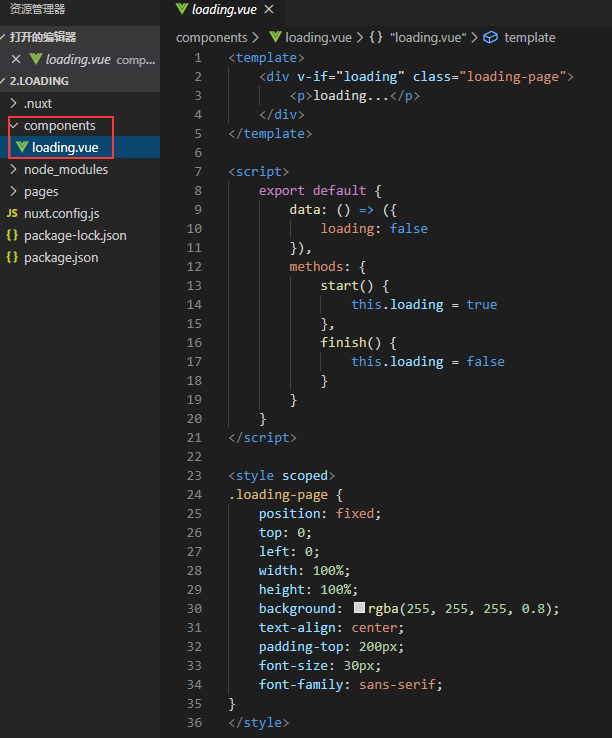 资源管理器
打开的编辑器
loading.vue comp...
2.LOADING
.nuxt
components
loading.vue
node_modules
pages
JS nuxt.config.js
{} package-lock.json
{} package.json
loading.vue
components > loading.vue > {} "loading.vue" > template
1 <template>
2     <div v-if="loading" class="loading-page">
3         <p>loading...</p>
4     </div>
5 </template>
6
7 <script>
8     export default {
9         data: () => ({
10             loading: false
11         }),
12         methods: {
13             start() {
14                 this.loading = true
15             },
16             finish() {
17                 this.loading = false
18             }
19         }
20     }
21 </script>
22
23 <style scoped>
24 .loading-page {
25     position: fixed;
26     top: 0;
27     left: 0;
28     width: 100%;
29     height: 100%;
30     background: rgba(255, 255, 255, 0.8);
31     text-align: center;
32     padding-top: 200px;
33     font-size: 30px;
34     font-family: sans-serif;
35 }
36 </style>